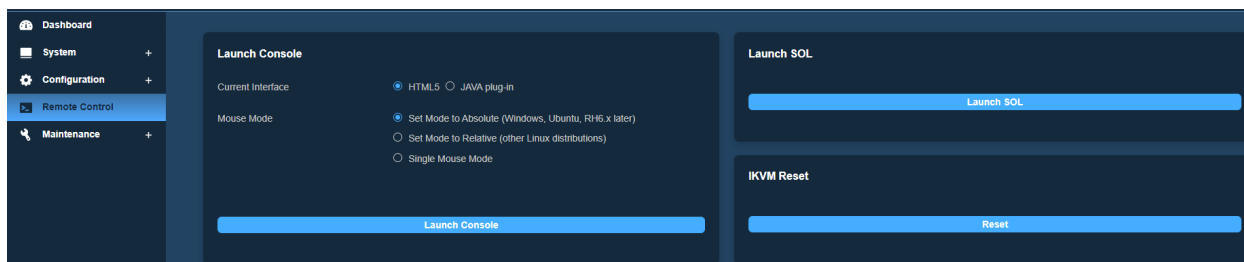 Dashboard
System +
Configuration +
Remote Control
Maintenance +
Launch Console
Current Interface HTML5 JAVA plug-in
Mouse Mode Set Mode to Absolute (Windows, Ubuntu, RH6.x later)
Set Mode to Relative (other Linux distributions)
Single Mouse Mode
Launch Console
Launch SOL
Launch SOL
IKVM Reset
Reset